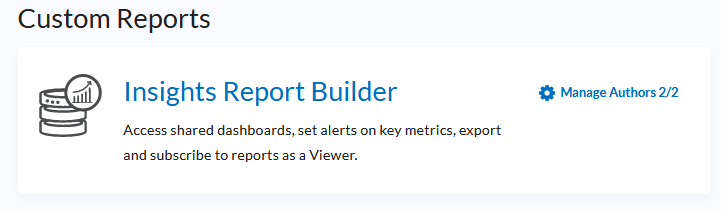 Custom Reports
Insights Report Builder
Manage Authors 2/2
Access shared dashboards, set alerts on key metrics, export
and subscribe to reports as a Viewer.